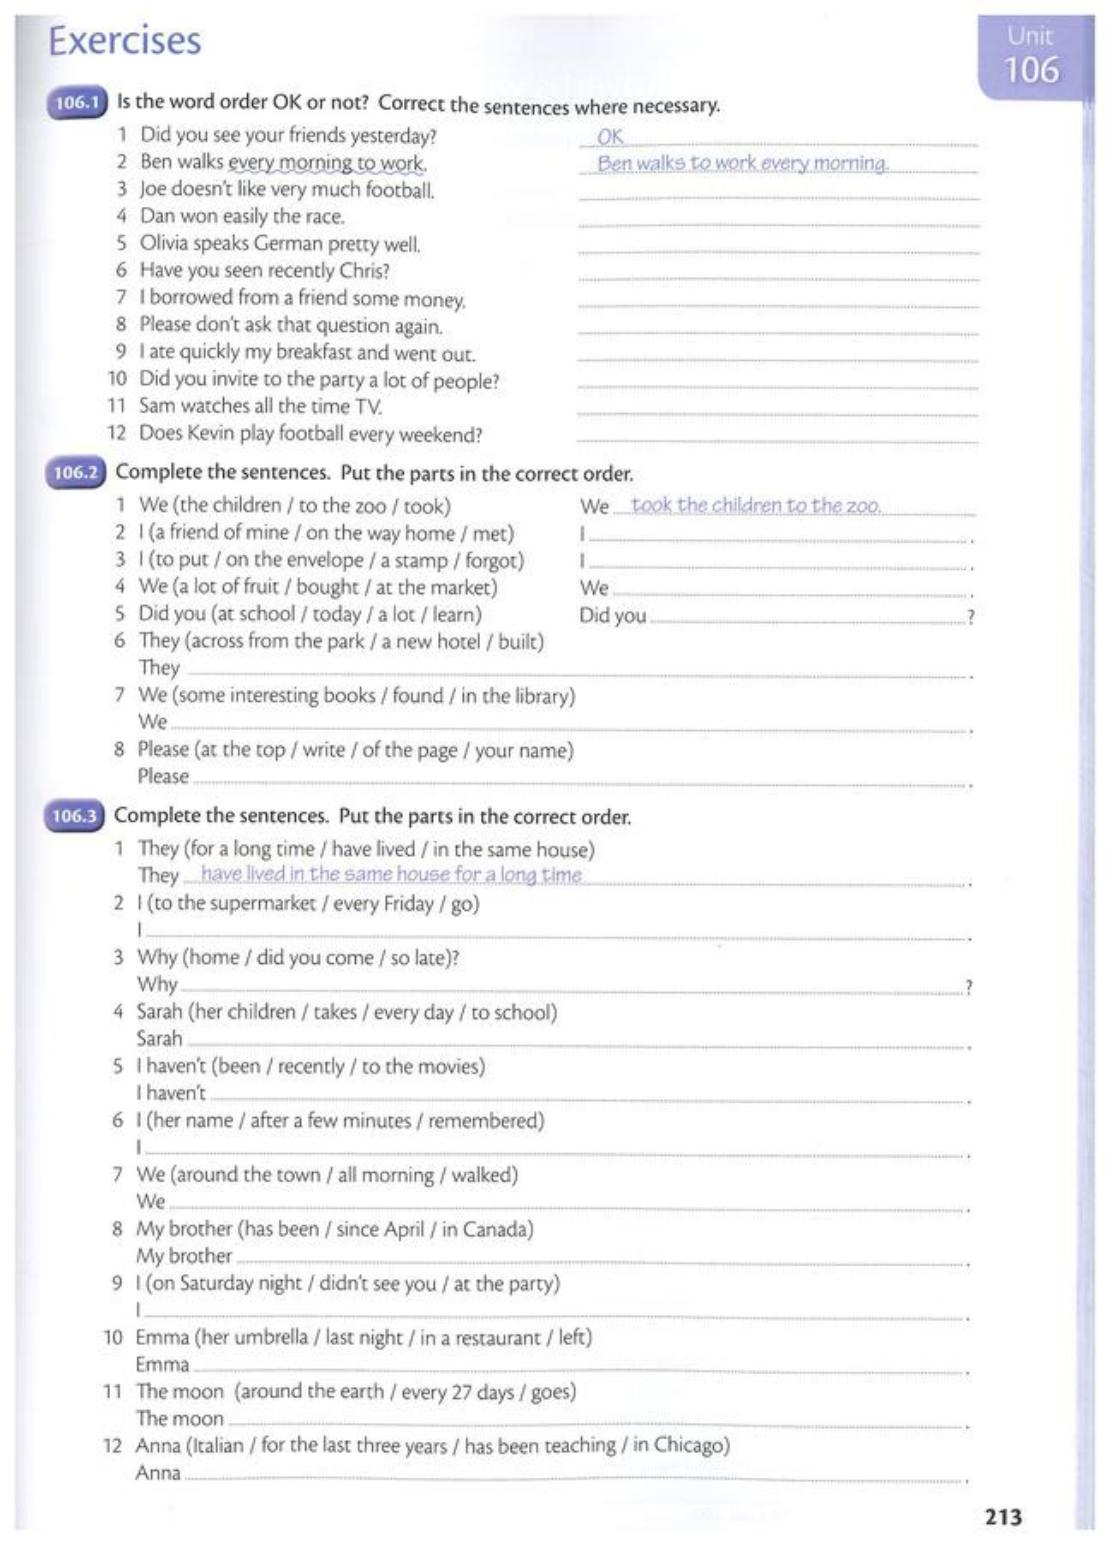 Exercises
Unit
106
106.1 Is the word order OK or not? Correct the sentences where necessary.
1 Did you see your friends yesterday? OK
2 Ben walks every morning to work. Ben walks to work every morning.
3 Joe doesn't like very much football.
4 Dan won easily the race.
5 Olivia speaks German pretty well.
6 Have you seen recently Chris?
7 I borrowed from a friend some money.
8 Please don't ask that question again.
9 I ate quickly my breakfast and went out.
10 Did you invite to the party a lot of people?
11 Sam watches all the time TV.
12 Does Kevin play football every weekend?
106.2 Complete the sentences. Put the parts in the correct order.
1 We (the children / to the zoo / took) We took the children to the zoo.
2 I (a friend of mine / on the way home / met) I .
3 I (to put / on the envelope / a stamp / forgot) I .
4 We (a lot of fruit / bought / at the market) We .
5 Did you (at school / today / a lot / learn) Did you ?
6 They (across from the park / a new hotel / built)
They .
7 We (some interesting books / found / in the library)
We .
8 Please (at the top / write / of the page / your name)
Please .
106.3 Complete the sentences. Put the parts in the correct order.
1 They (for a long time / have lived / in the same house)
They have lived in the same house for a long time .
2 I (to the supermarket / every Friday / go)
I .
3 Why (home / did you come / so late)?
Why ?
4 Sarah (her children / takes / every day / to school)
Sarah .
5 I haven't (been / recently / to the movies)
I haven't .
6 I (her name / after a few minutes / remembered)
I .
7 We (around the town / all morning / walked)
We .
8 My brother (has been / since April / in Canada)
My brother .
9 I (on Saturday night / didn't see you / at the party)
I .
10 Emma (her umbrella / last night / in a restaurant / left)
Emma .
11 The moon (around the earth / every 27 days / goes)
The moon .
12 Anna (Italian / for the last three years / has been teaching / in Chicago)
Anna .
213